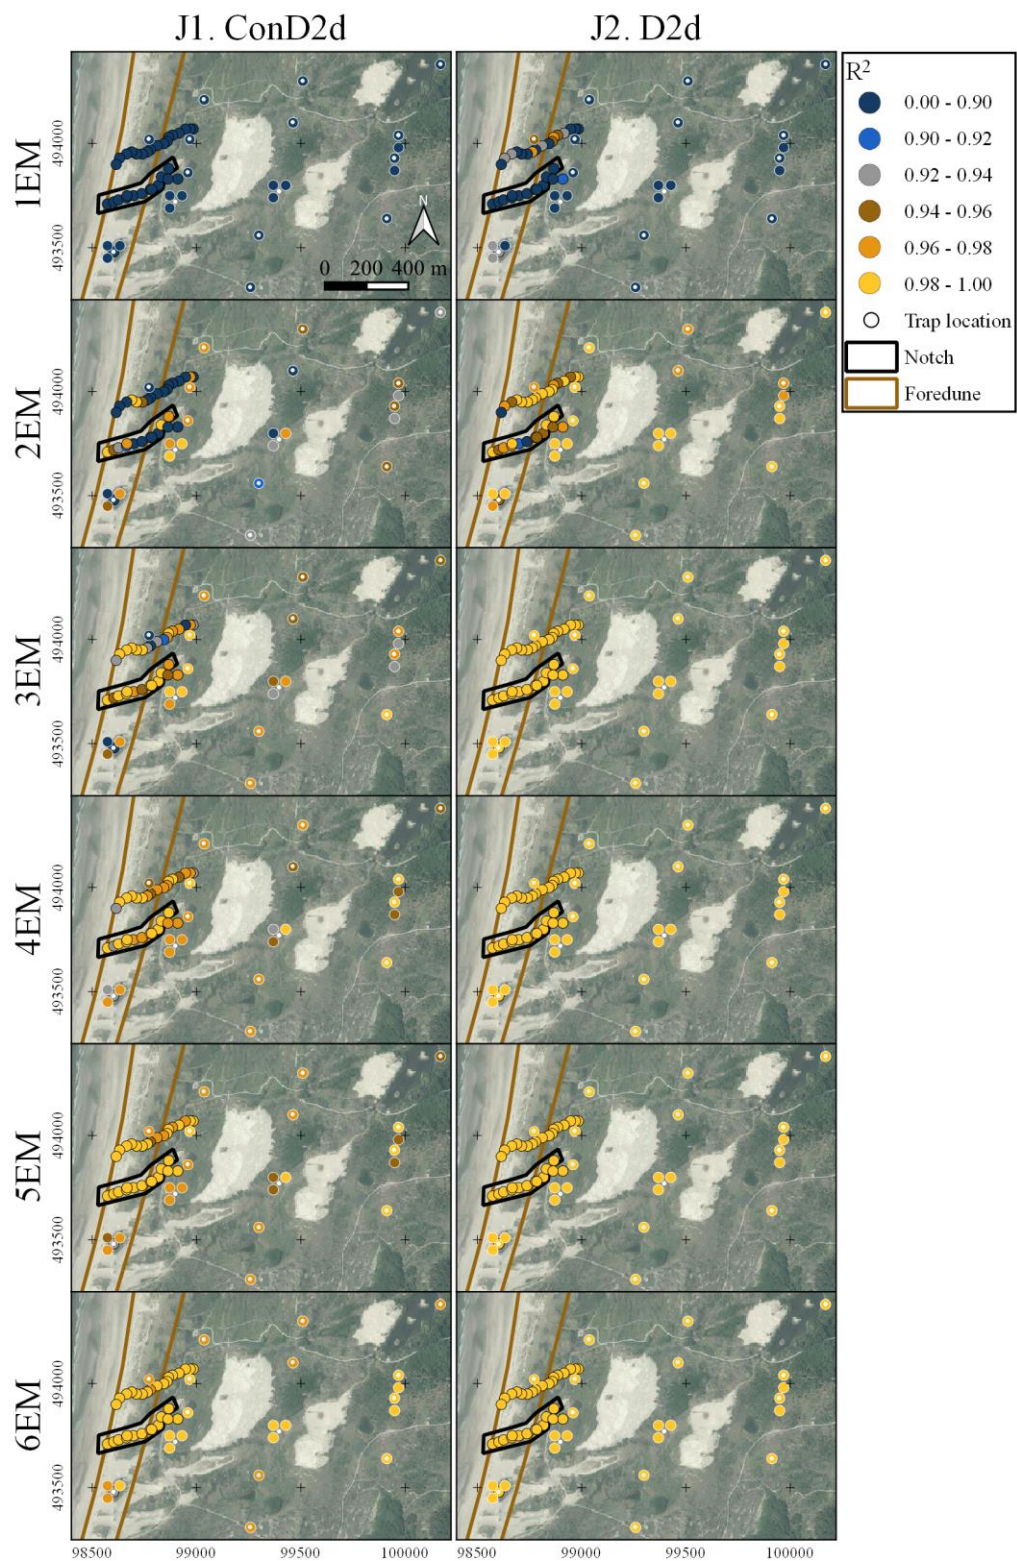 J1. ConD2d
J2. D2d
R²
0.00 - 0.90
0.90 - 0.92
0.92 - 0.94
0.94 - 0.96
0.96 - 0.98
0.98 - 1.00
Trap location
Notch
Foredune
1EM
494000
493500
N
0 200 400 m
2EM
494000
493500
3EM
494000
493500
4EM
494000
493500
5EM
494000
493500
6EM
494000
493500
98500 99000 99500 100000
98500 99000 99500 100000